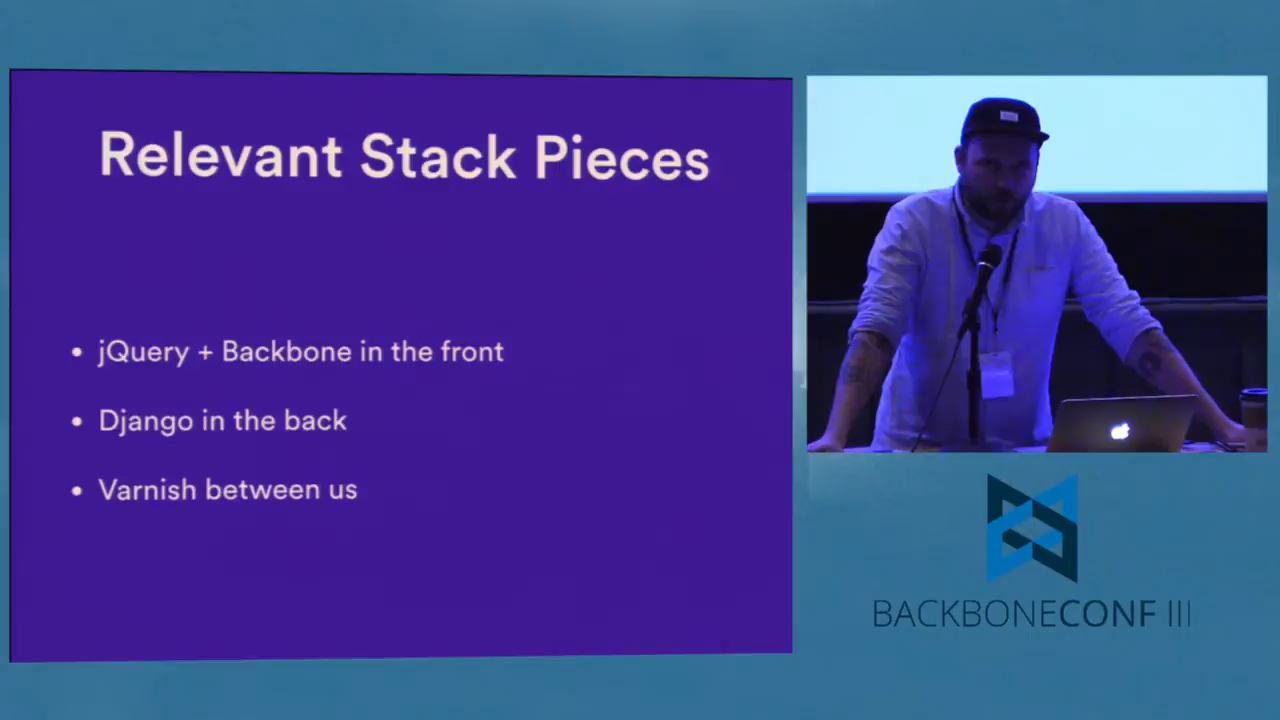 Relevant Stack Pieces
• jQuery + Backbone in the front
• Django in the back
• Varnish between us
BACKBONECONF III